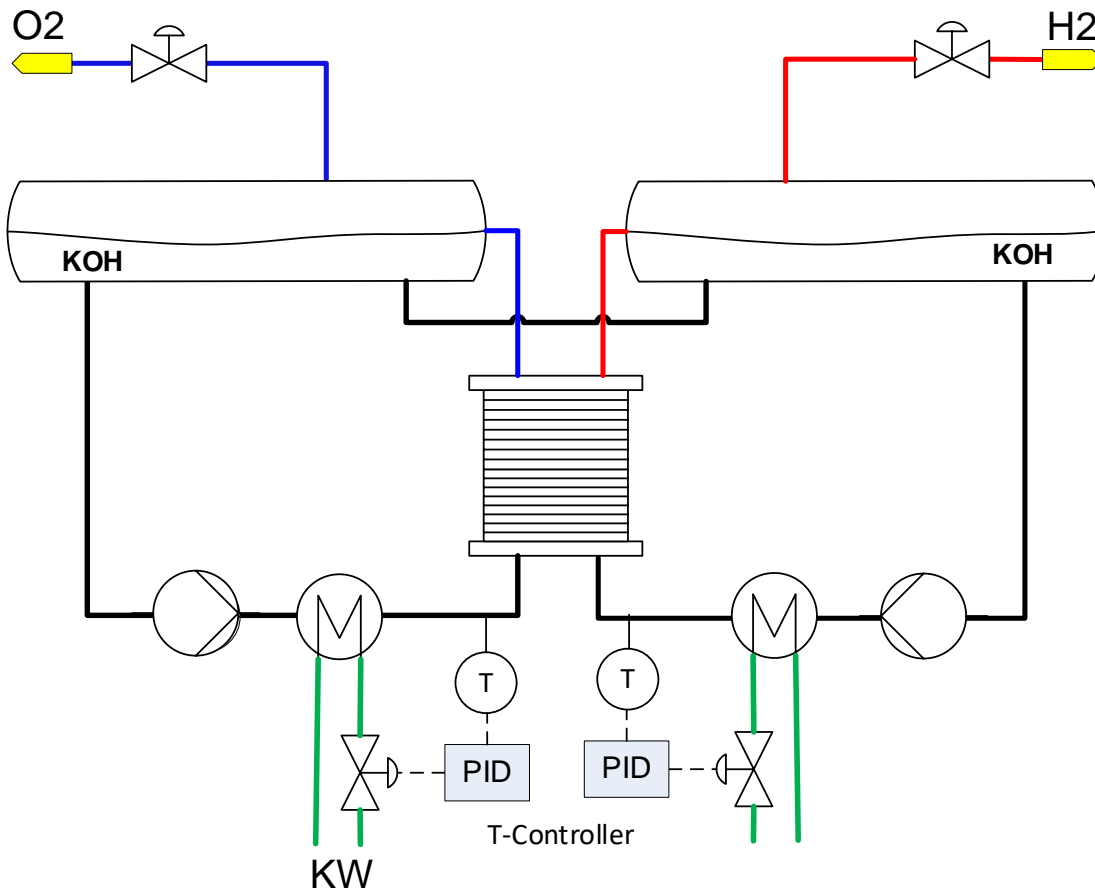 O2
H2
KOH
KOH
T
T
PID
PID
T-Controller
KW